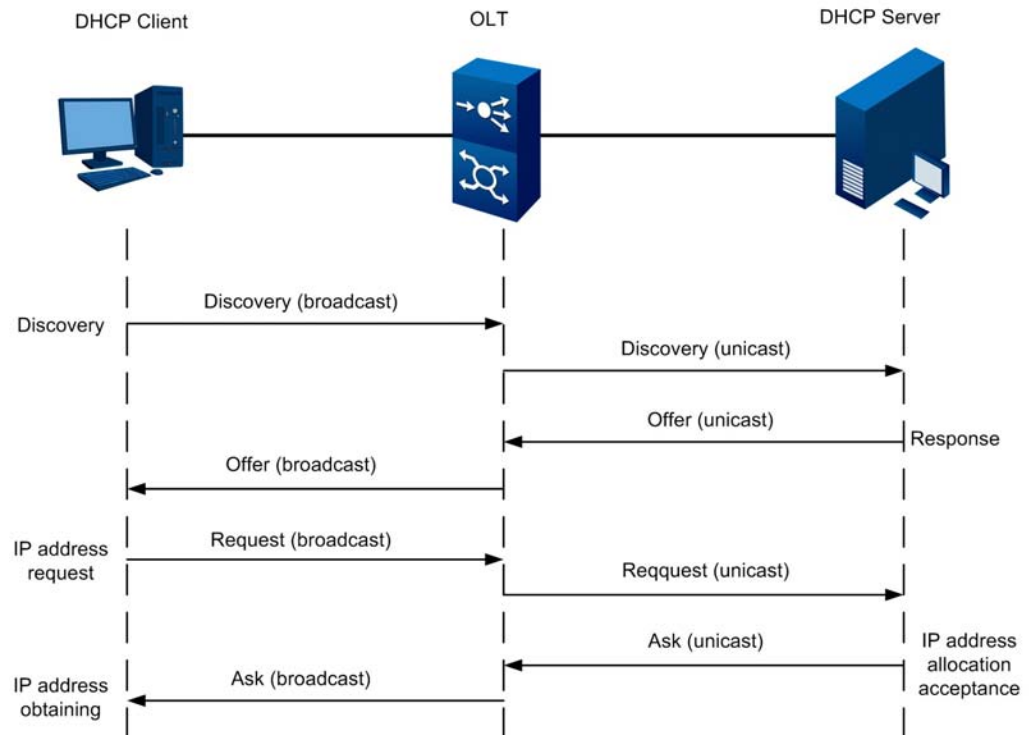 DHCP Client
OLT
DHCP Server
Discovery (broadcast)
Discovery
Discovery (unicast)
Offer (unicast)
Response
Offer (broadcast)
Request (broadcast)
IP address
request
Reqquest (unicast)
Ask (unicast)
IP address
allocation
acceptance
Ask (broadcast)
IP address
obtaining